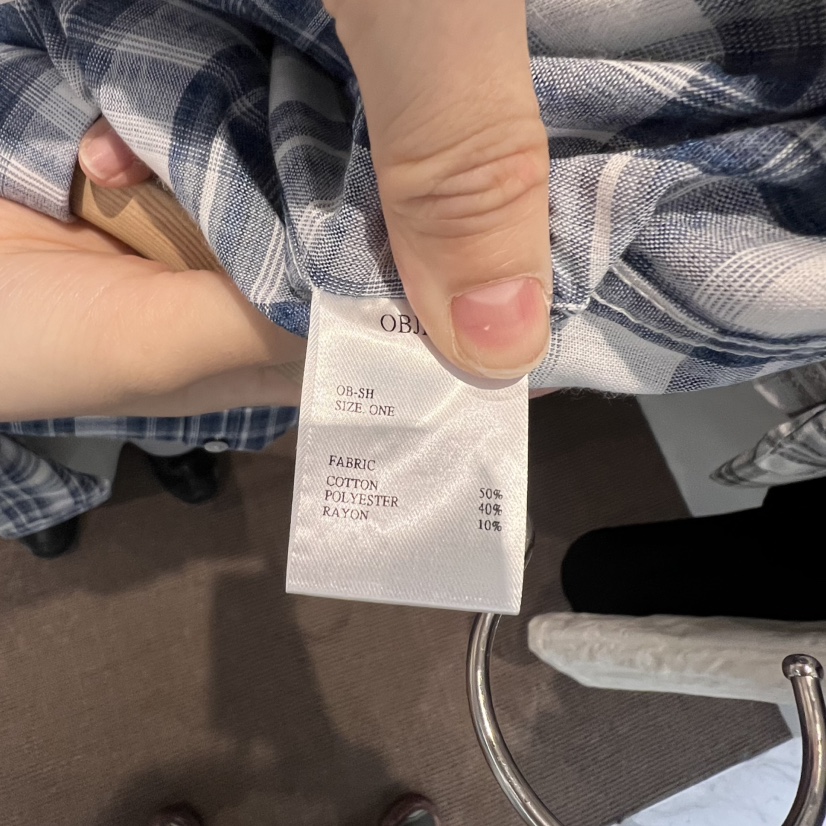 OB-SH
SIZE. ONE
FABRIC
COTTON 50%
POLYESTER 40%
RAYON 10%